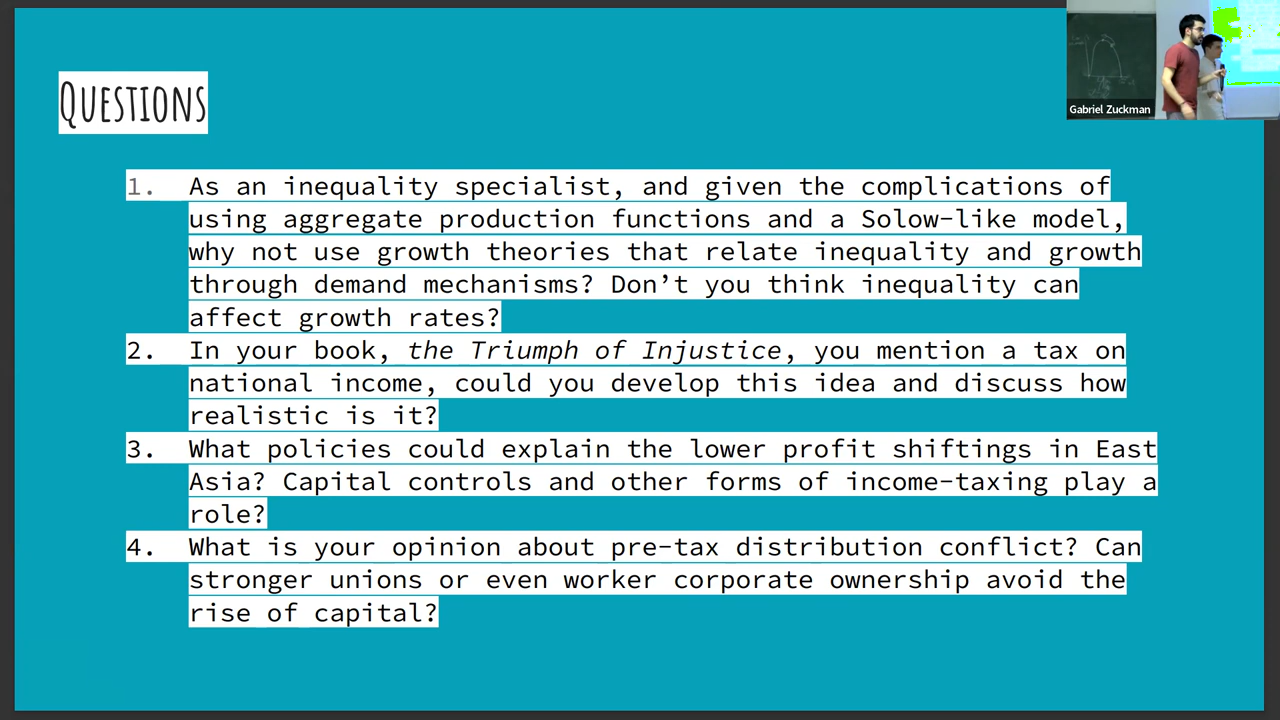 QUESTIONS
Gabriel Zuckman
1. As an inequality specialist, and given the complications of
using aggregate production functions and a Solow-like model,
why not use growth theories that relate inequality and growth
through demand mechanisms? Don't you think inequality can
affect growth rates?
2. In your book, the Triumph of Injustice, you mention a tax on
national income, could you develop this idea and discuss how
realistic is it?
3. What policies could explain the lower profit shiftings in East
Asia? Capital controls and other forms of income-taxing play a
role?
4. What is your opinion about pre-tax distribution conflict? Can
stronger unions or even worker corporate ownership avoid the
rise of capital?